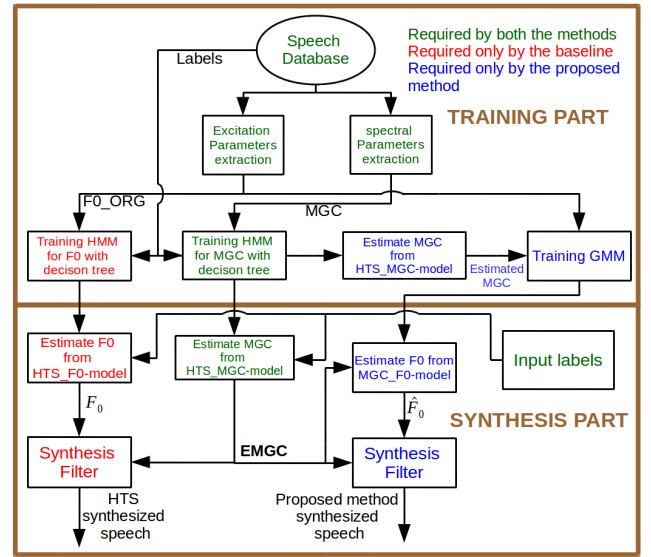 Speech
Database
Labels
Required by both the methods
Required only by the baseline
Required only by the proposed
method
TRAINING PART
Excitation
Parameters
extraction
spectral
Parameters
extraction
F0_ORG
MGC
Training HMM
for F0 with
decison tree
Training HMM
for MGC with
decision tree
Estimate MGC
from
HTS_MGC-model
Estimated
MGC
Training GMM
Estimate F0
from
HTS_F0-model
Estimate MGC
from
HTS_MGC-model
Estimate F0 from
MGC_F0-model
Input labels
F₀
F̂₀
SYNTHESIS PART
Synthesis
Filter
EMGC
Synthesis
Filter
HTS
synthesized
speech
Proposed method
synthesized
speech